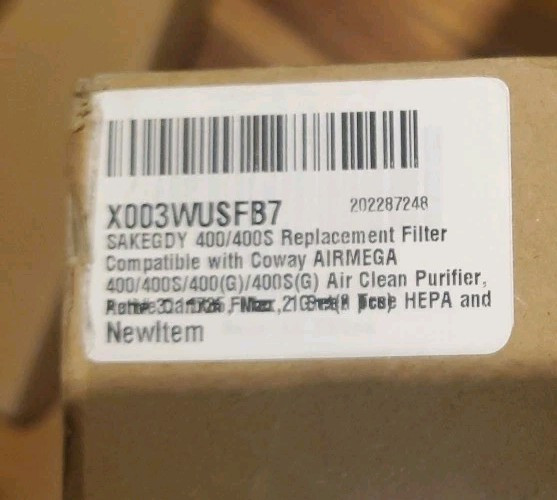 X003WUSFB7 202287248
SAKEGDY 400/400S Replacement Filter
Compatible with Coway AIRMEGA
400/400S/400(G)/400S(G) Air Clean Purifier,
HEPA and
NewItem